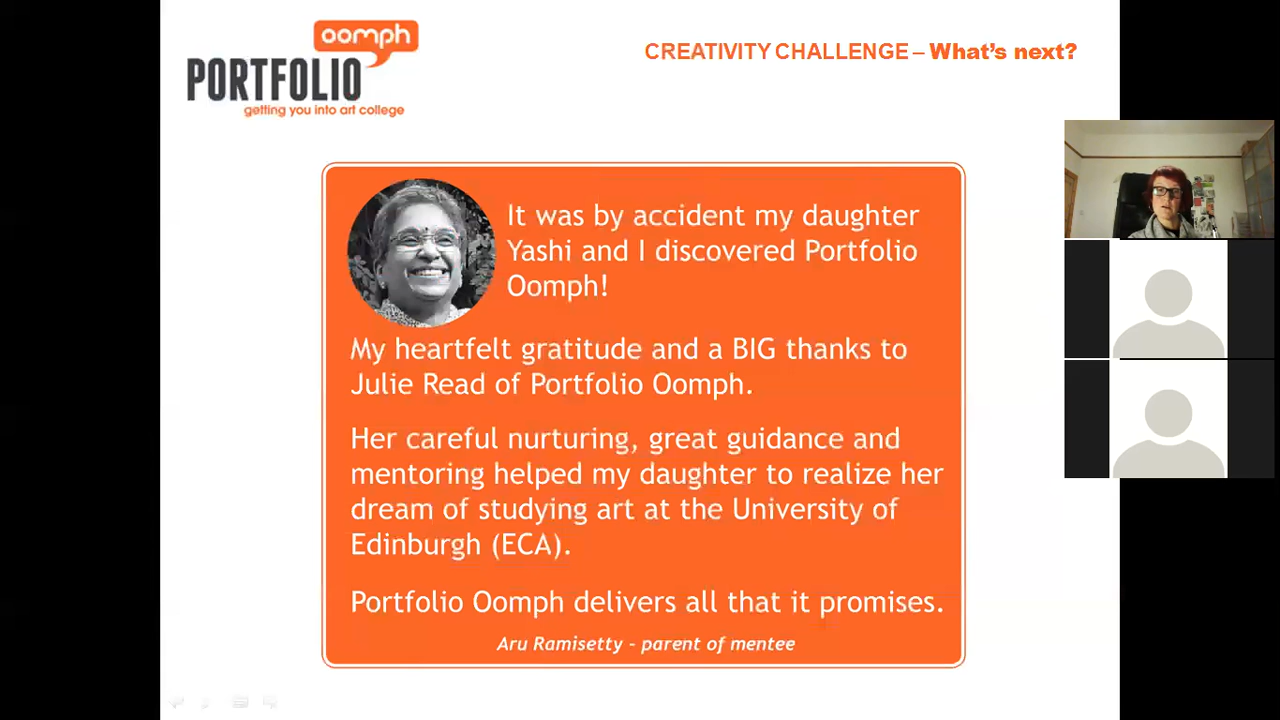 oomph
PORTFOLIO
getting you into art college
CREATIVITY CHALLENGE – What's next?
It was by accident my daughter
Yashi and I discovered Portfolio
Oomph!
My heartfelt gratitude and a BIG thanks to
Julie Read of Portfolio Oomph.
Her careful nurturing, great guidance and
mentoring helped my daughter to realize her
dream of studying art at the University of
Edinburgh (ECA).
Portfolio Oomph delivers all that it promises.
Aru Ramisetty - parent of mentee